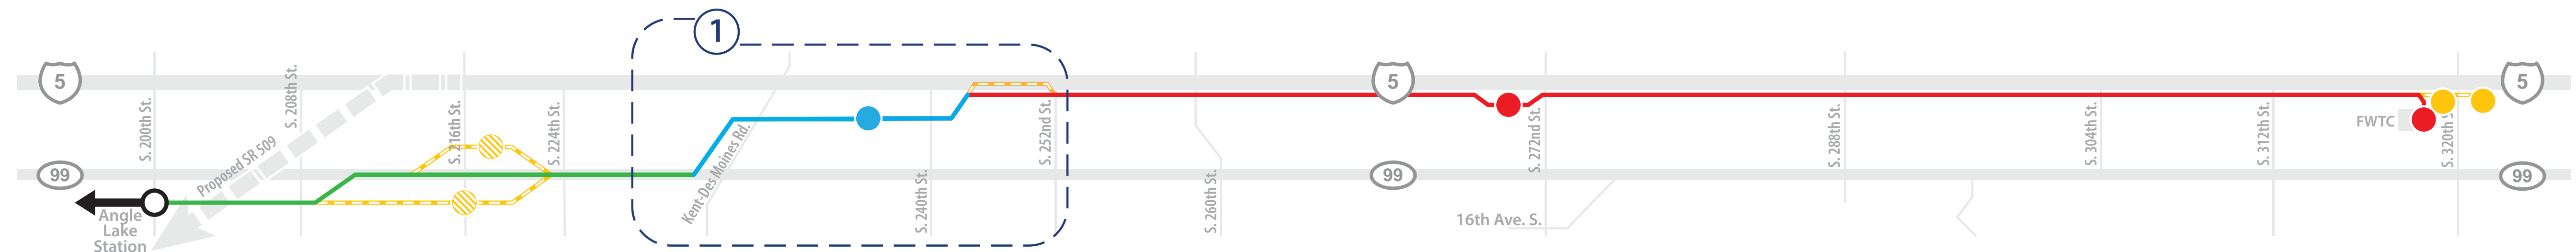 1
5
5
5
S. 200th St.
S. 208th St.
Proposed SR 509
S. 216th St.
S. 224th St.
Kent-Des Moines Rd.
S. 240th St.
S. 252nd St.
S. 260th St.
S. 272nd St.
S. 288th St.
S. 304th St.
S. 312th St.
FWTC
S. 320th S
99
99
99
16th Ave. S.
Angle
Lake
Station